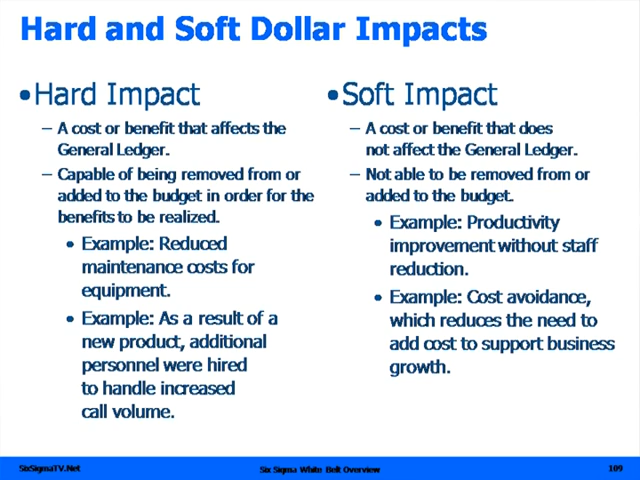 Hard and Soft Dollar Impacts
•Hard Impact
– A cost or benefit that affects the
General Ledger.
– Capable of being removed from or
added to the budget in order for the
benefits to be realized.
• Example: Reduced
maintenance costs for
equipment.
• Example: As a result of a
new product, additional
personnel were hired
to handle increased
call volume.
•Soft Impact
– A cost or benefit that does
not affect the General Ledger.
– Not able to be removed from or
added to the budget.
• Example: Productivity
improvement without staff
reduction.
• Example: Cost avoidance,
which reduces the need to
add cost to support business
growth.
SixSigmaTV.Net
Six Sigma White Belt Overview
109